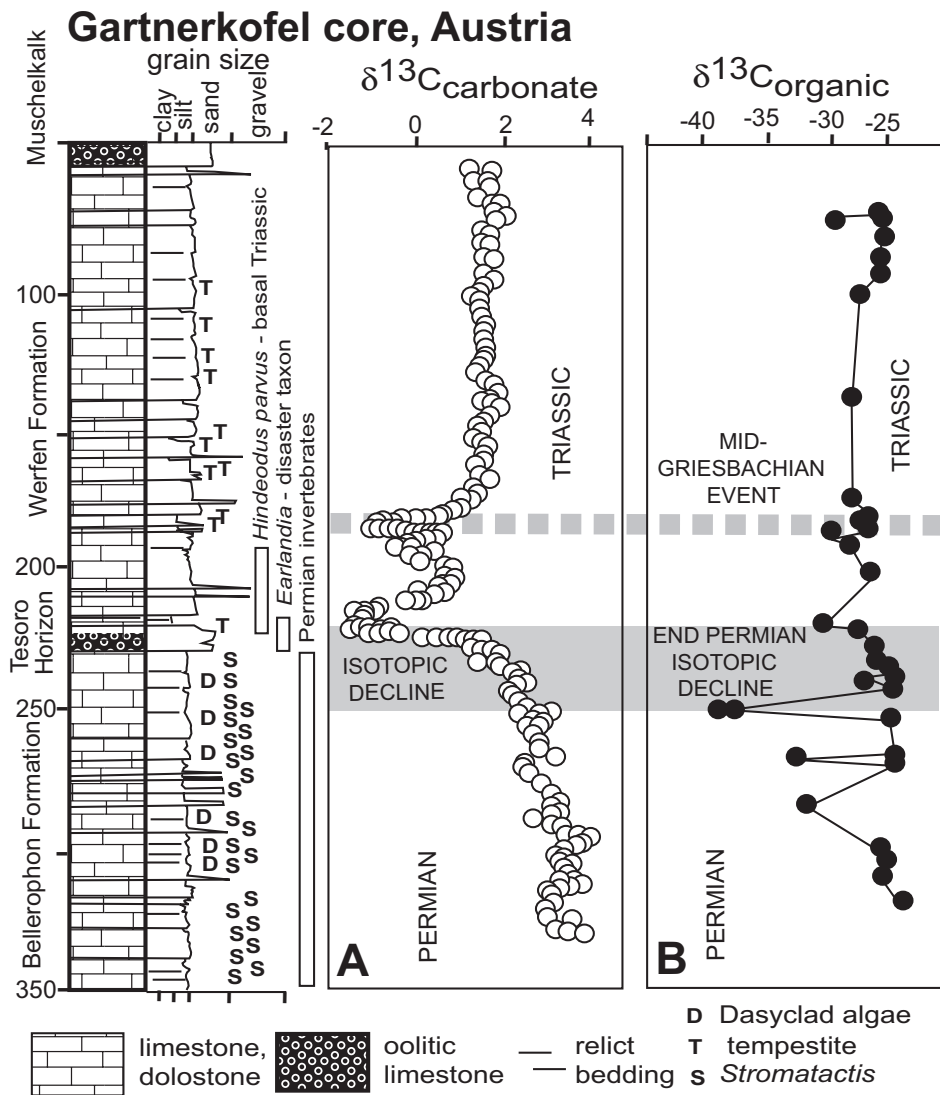 Gartnerkofel core, Austria
grain size
clay
silt
sand
gravel
δ13Ccarbonate
-2 0 2 4
δ13Corganic
-40 -35 -30 -25
Muschelkalk
Werfen Formation
Tesoro
Horizon
Bellerophon Formation
100
200
250
350
T
T
T
T
T
T
T T
T
T
T
S
D S
S
D S S
S S
D S S
S
S
D S
S
D S
S
D S
S
S
S
S
S
S
S
S
S
Hindeodus parvus - basal Triassic
Earlandia - disaster taxon
Permian invertebrates
TRIASSIC
ISOTOPIC
DECLINE
PERMIAN
A
MID-
GRIESBACHIAN
EVENT
TRIASSIC
END PERMIAN
ISOTOPIC
DECLINE
PERMIAN
B
limestone,
dolostone
oolitic
limestone
relict
bedding
D Dasyclad algae
T tempestite
S Stromatactis